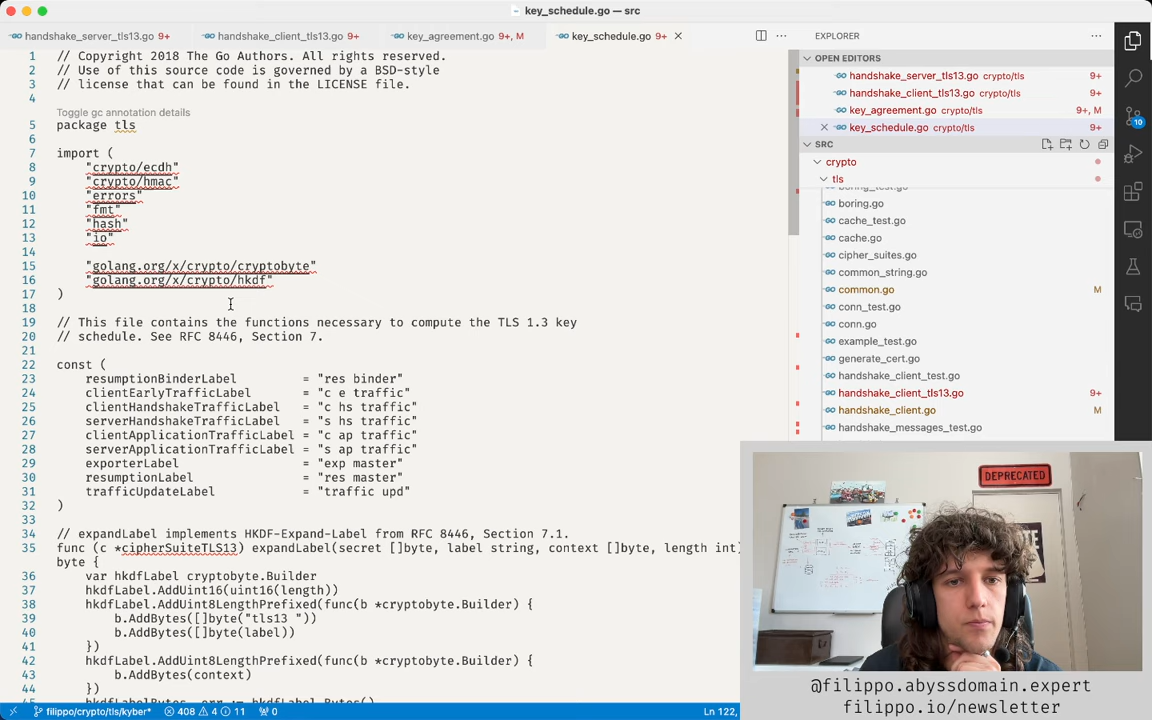 key_schedule.go — src
handshake_server_tls13.go 9+
handshake_client_tls13.go 9+
key_agreement.go 9+, M
key_schedule.go 9+
1 // Copyright 2018 The Go Authors. All rights reserved.
2 // Use of this source code is governed by a BSD-style
3 // license that can be found in the LICENSE file.
4
Toggle gc annotation details
5 package tls
6
7 import (
8 "crypto/ecdh"
9 "crypto/hmac"
10 "errors"
11 "fmt"
12 "hash"
13 "io"
14
15 "golang.org/x/crypto/cryptobyte"
16 "golang.org/x/crypto/hkdf"
17 )
18
19 // This file contains the functions necessary to compute the TLS 1.3 key
20 // schedule. See RFC 8446, Section 7.
21
22 const (
23 resumptionBinderLabel = "res binder"
24 clientEarlyTrafficLabel = "c e traffic"
25 clientHandshakeTrafficLabel = "c hs traffic"
26 serverHandshakeTrafficLabel = "s hs traffic"
27 clientApplicationTrafficLabel = "c ap traffic"
28 serverApplicationTrafficLabel = "s ap traffic"
29 exporterLabel = "exp master"
30 resumptionLabel = "res master"
31 trafficUpdateLabel = "traffic upd"
32 )
33
34 // expandLabel implements HKDF-Expand-Label from RFC 8446, Section 7.1.
35 func (c *cipherSuiteTLS13) expandLabel(secret []byte, label string, context []byte, length int)
byte {
36 var hkdfLabel cryptobyte.Builder
37 hkdfLabel.AddUint16(uint16(length))
38 hkdfLabel.AddUint8LengthPrefixed(func(b *cryptobyte.Builder) {
39 b.AddBytes([]byte("tls13 "))
40 b.AddBytes([]byte(label))
41 })
42 hkdfLabel.AddUint8LengthPrefixed(func(b *cryptobyte.Builder) {
43 b.AddBytes(context)
44 })
45 hkdfLabelBytes, err := hkdfLabel.Bytes()
filippo/crypto/tls/kyber* 408 4 11 0 Ln 122,
EXPLORER
OPEN EDITORS
handshake_server_tls13.go crypto/tls 9+
handshake_client_tls13.go crypto/tls 9+
key_agreement.go crypto/tls 9+, M
key_schedule.go crypto/tls 9+
SRC
crypto
tls
boring_test.go
boring.go
cache_test.go
cache.go
cipher_suites.go
common_string.go
common.go M
conn_test.go
conn.go
example_test.go
generate_cert.go
handshake_client_test.go
handshake_client_tls13.go 9+
handshake_client.go M
handshake_messages_test.go
10
DEPRECATED
@filippo.abyssdomain.expert
filippo.io/newsletter